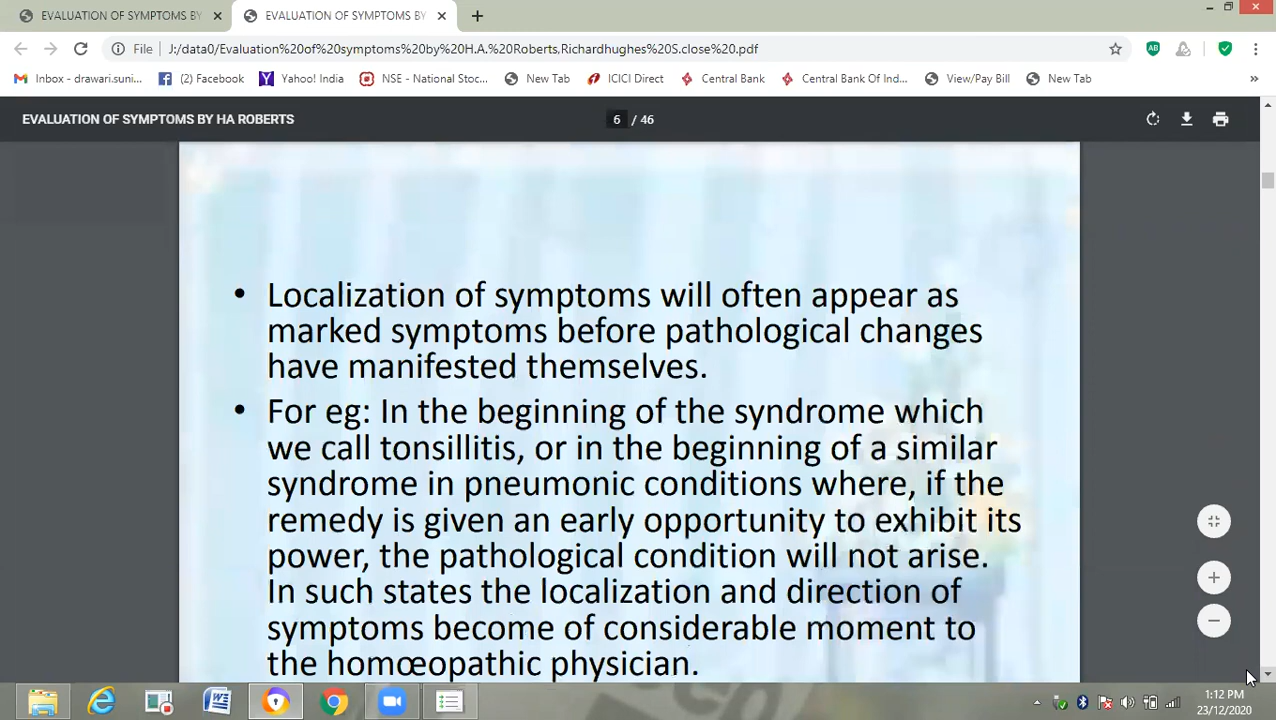 EVALUATION OF SYMPTOMS BY
EVALUATION OF SYMPTOMS BY
File J:/data0/Evaluation%20of%20symptoms%20by%20H.A.%20Roberts.Richardhughes%20S.close%20.pdf
AB
Inbox - drawari.suni... (2) Facebook Yahoo! India NSE - National Stoc... New Tab ICICI Direct Central Bank Central Bank Of Ind... View/Pay Bill New Tab »
EVALUATION OF SYMPTOMS BY HA ROBERTS 6 / 46
• Localization of symptoms will often appear as
marked symptoms before pathological changes
have manifested themselves.
• For eg: In the beginning of the syndrome which
we call tonsillitis, or in the beginning of a similar
syndrome in pneumonic conditions where, if the
remedy is given an early opportunity to exhibit its
power, the pathological condition will not arise.
In such states the localization and direction of
symptoms become of considerable moment to
the homœopathic physician.
1:12 PM
23/12/2020